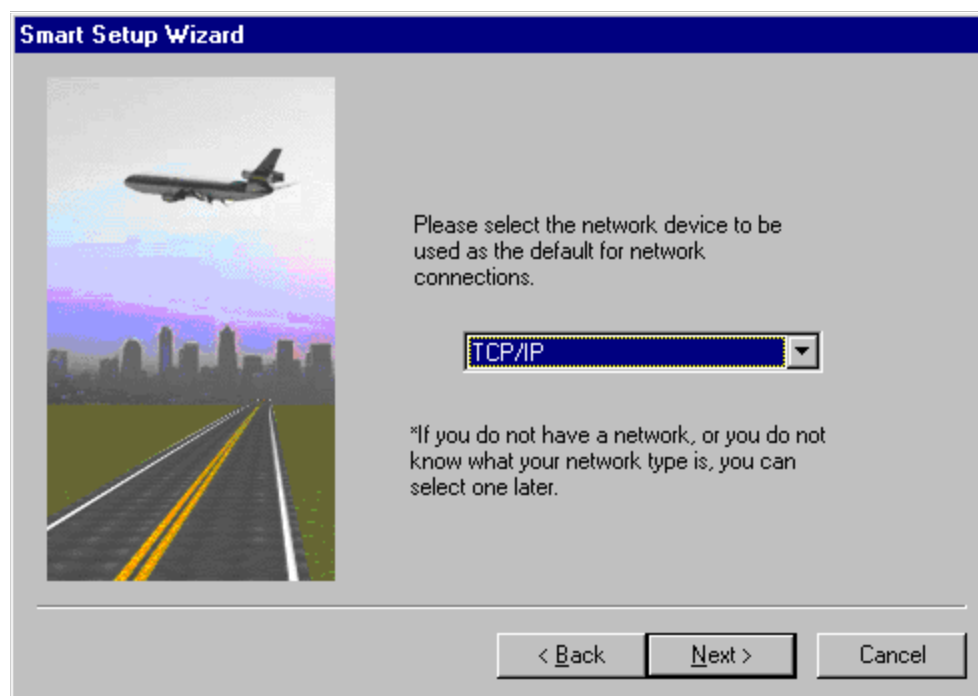 Smart Setup Wizard
Please select the network device to be
used as the default for network
connections.
TCP/IP
*If you do not have a network, or you do not
know what your network type is, you can
select one later.
< Back
Next >
Cancel